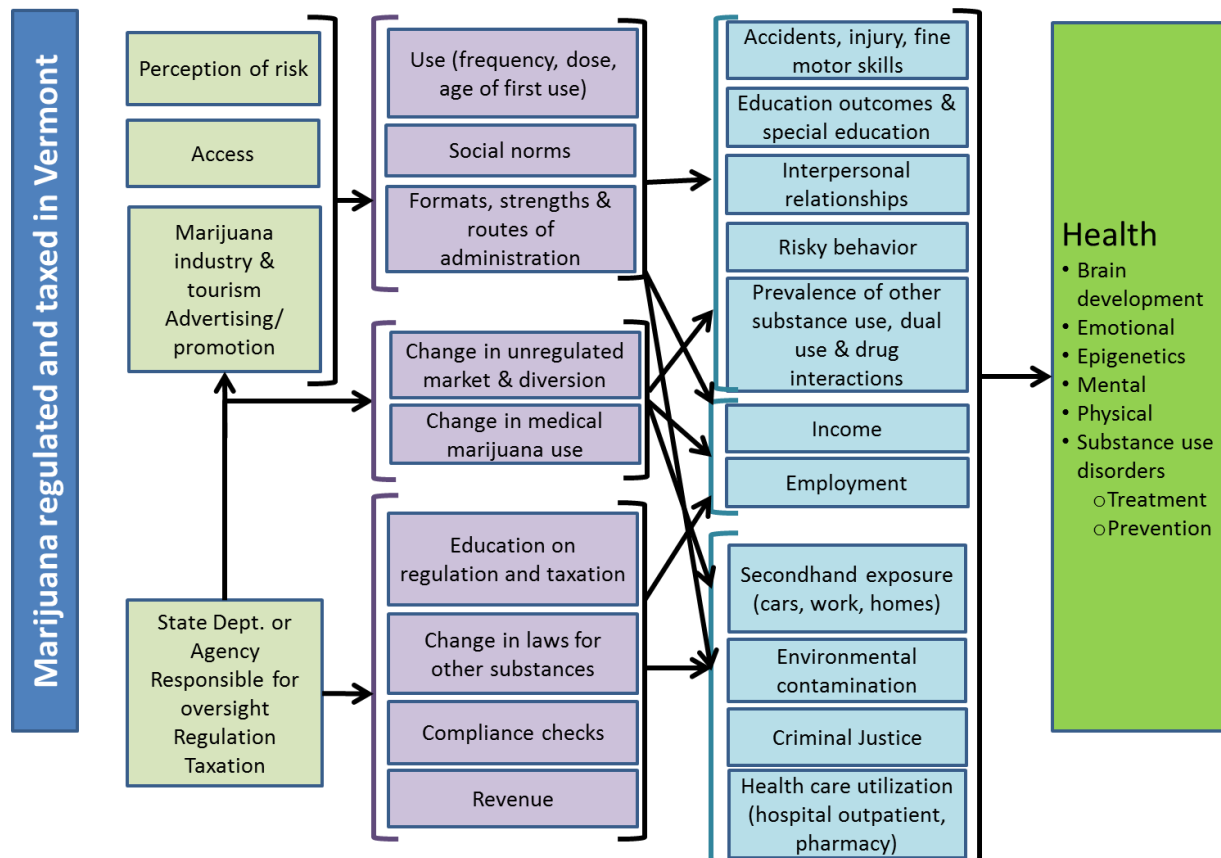 Marijuana regulated and taxed in Vermont
Perception of risk
Access
Marijuana
industry &
tourism
Advertising/
promotion
State Dept. or
Agency
Responsible for
oversight
Regulation
Taxation
Use (frequency, dose,
age of first use)
Social norms
Formats, strengths &
routes of
administration
Change in unregulated
market & diversion
Change in medical
marijuana use
Education on
regulation and taxation
Change in laws for
other substances
Compliance checks
Revenue
Accidents, injury, fine
motor skills
Education outcomes &
special education
Interpersonal
relationships
Risky behavior
Prevalence of other
substance use, dual
use & drug
interactions
Income
Employment
Secondhand exposure
(cars, work, homes)
Environmental
contamination
Criminal Justice
Health care utilization
(hospital outpatient,
pharmacy)
Health
• Brain
development
• Emotional
• Epigenetics
• Mental
• Physical
• Substance use
disorders
oTreatment
oPrevention